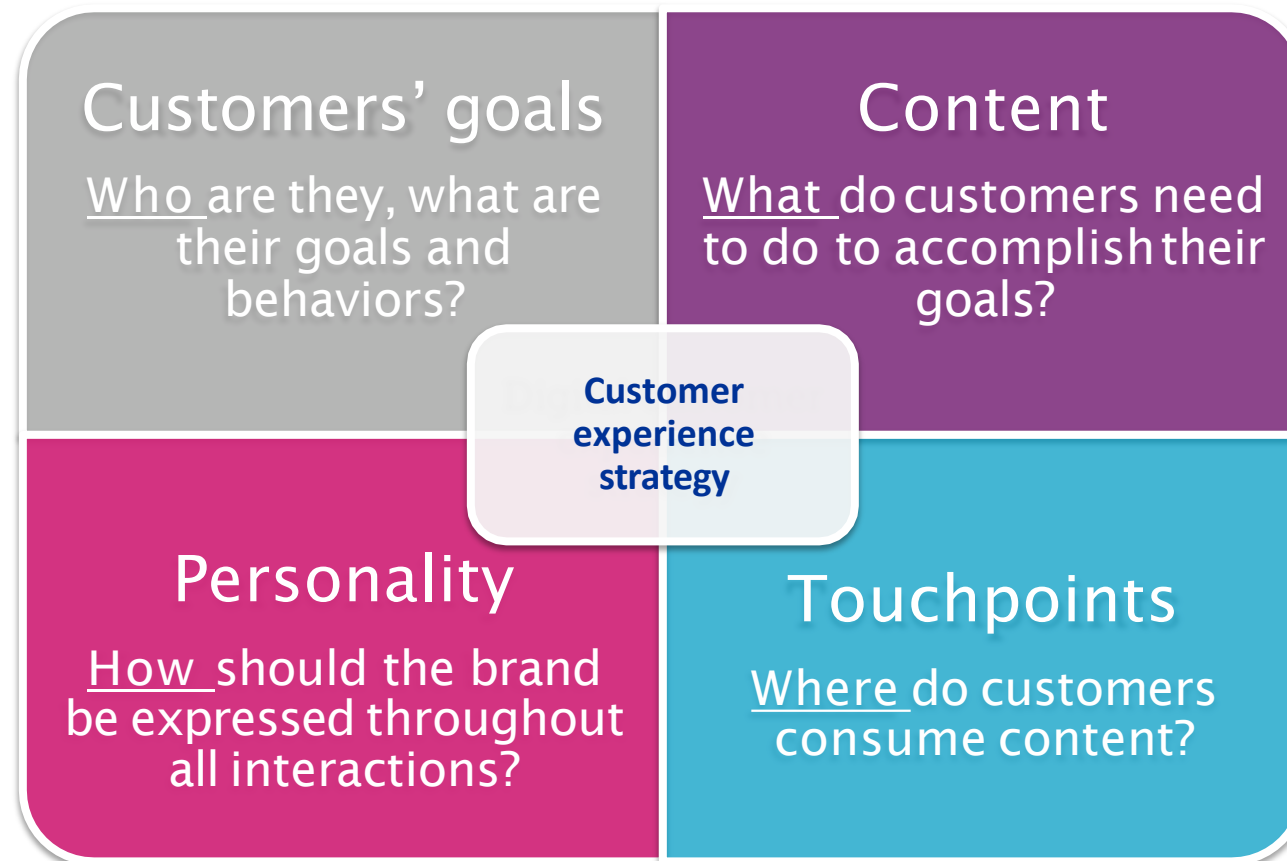 Customers’ goals
Who are they, what are
their goals and
behaviors?
Content
What do customers need
to do to accomplish their
goals?
Customer
experience
strategy
Personality
How should the brand
be expressed throughout
all interactions?
Touchpoints
Where do customers
consume content?